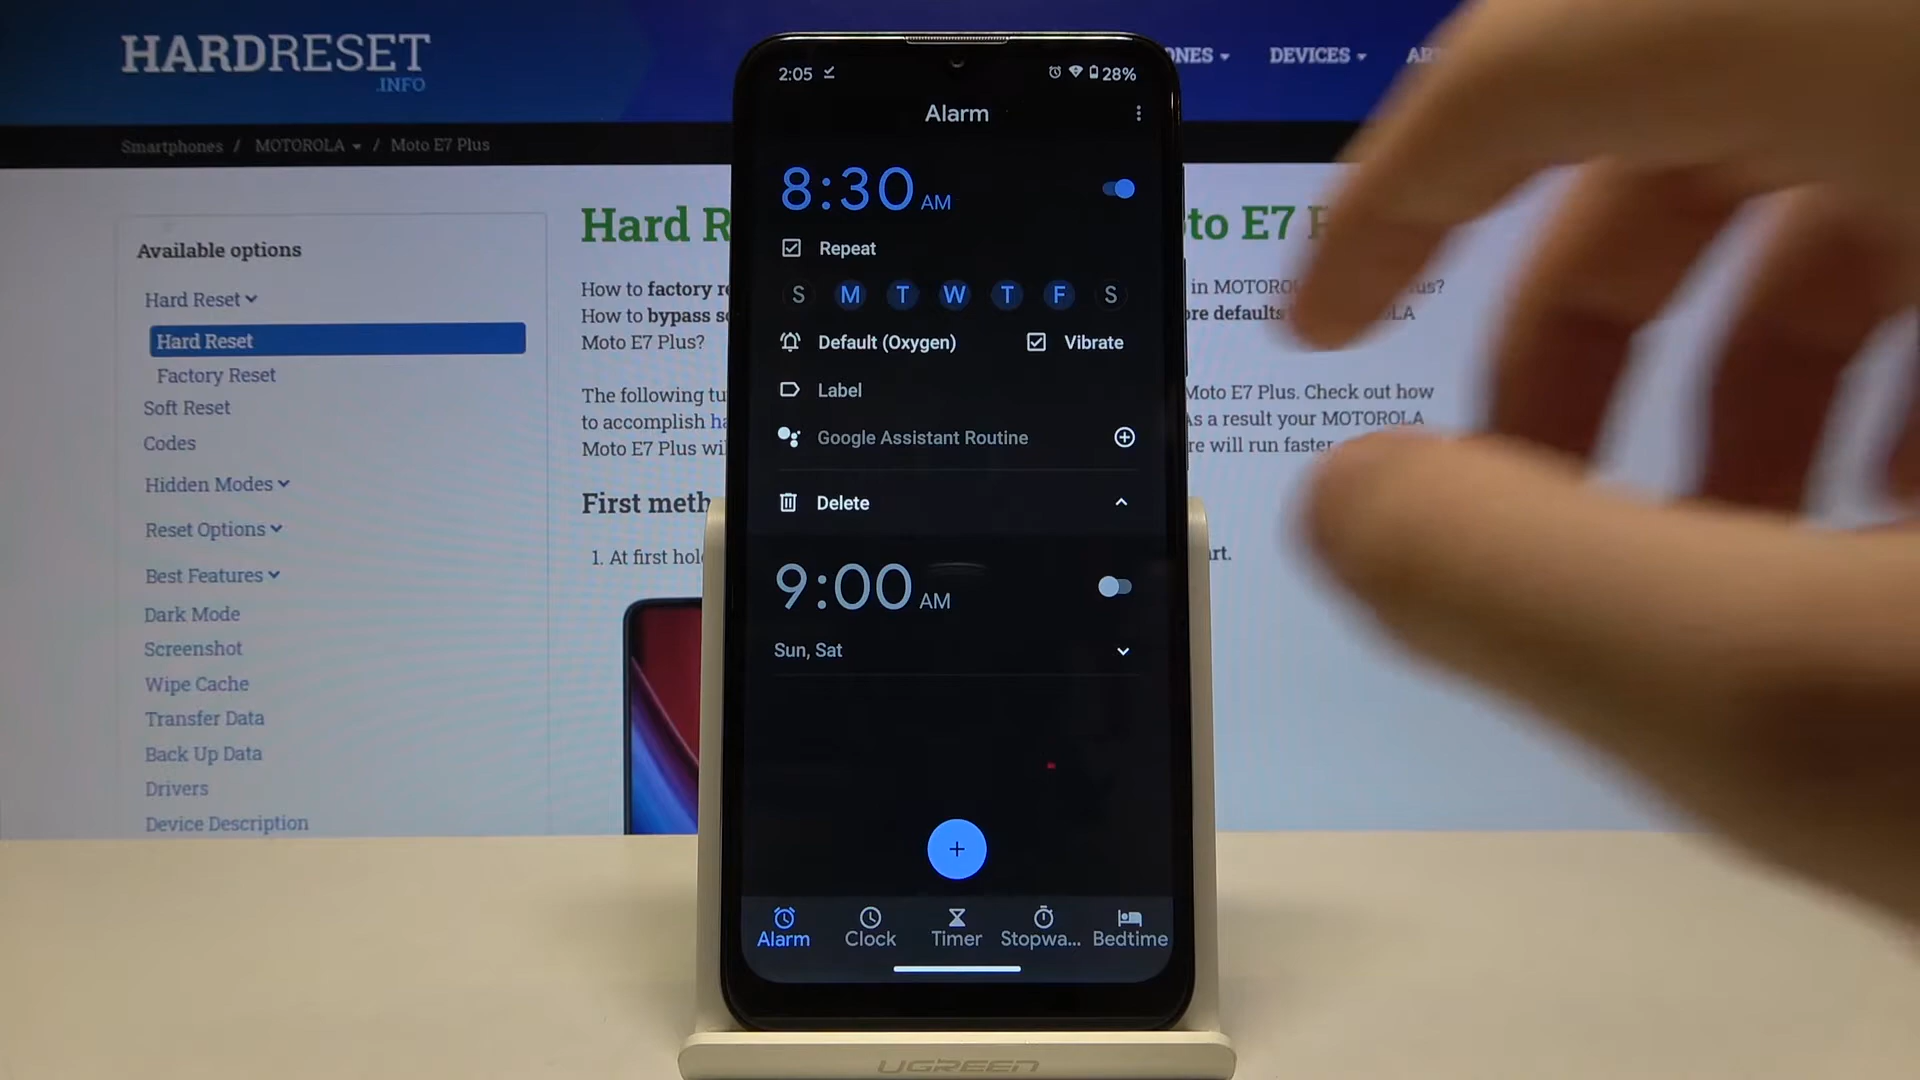 HARDRESET
.INFO
DEVICES
Smartphones / MOTOROLA / Moto E7 Plus
2:05 28%
Alarm
8:30 AM
Repeat
S M T W T F S
Default (Oxygen) Vibrate
Label
Google Assistant Routine
Delete
9:00 AM
Sun, Sat
+
Alarm Clock Timer Stopwa... Bedtime
Available options
Hard Reset
Hard Reset
Factory Reset
Soft Reset
Codes
Hidden Modes
Reset Options
Best Features
Dark Mode
Screenshot
Wipe Cache
Transfer Data
Back Up Data
Drivers
Device Description
Hard to E7
How to factory in
How to bypass defaults
Moto E7 Plus?
The following Moto E7 Plus. Check out how
to accomplish As a result your MOTOROLA
Moto E7 Plus will run faster
First
1. At first
UGREEN